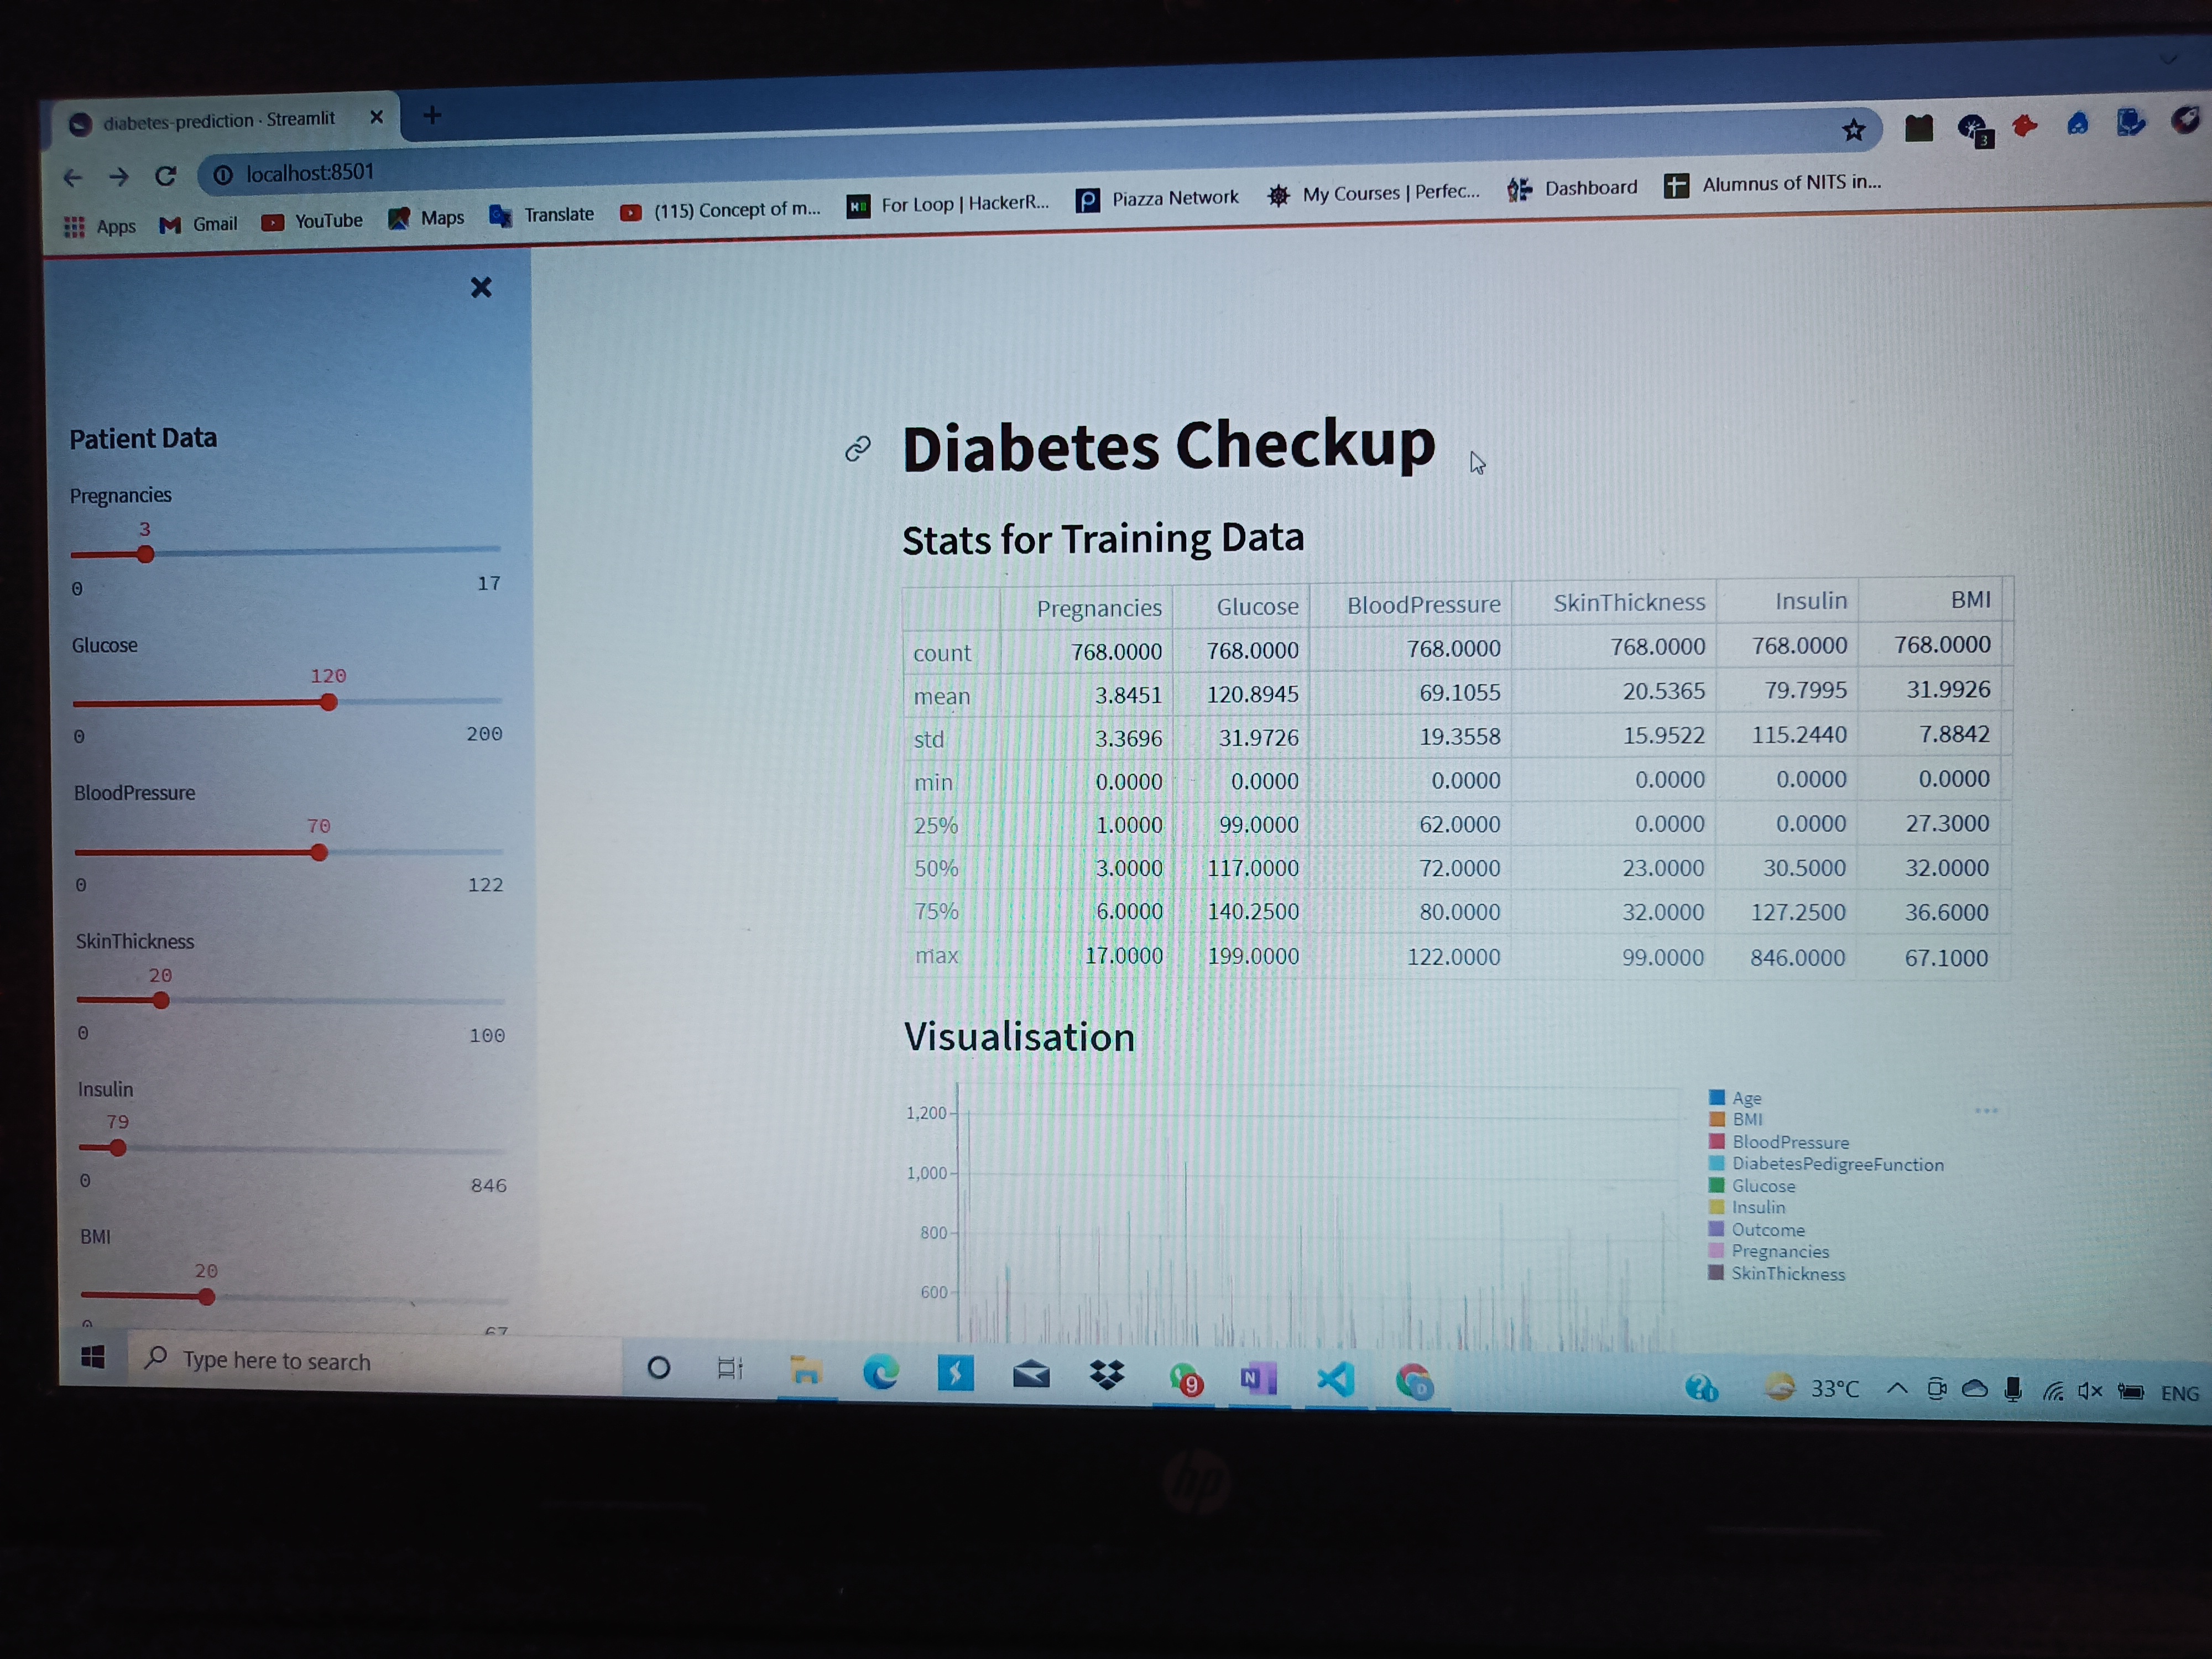 diabetes-prediction · Streamlit
localhost:8501
Apps Gmail YouTube Maps Translate (115) Concept of m... For Loop | HackerR... Piazza Network My Courses | Perfec... Dashboard Alumnus of NITS in...
3
Patient Data
Pregnancies
3
0 17
Glucose
120
0 200
BloodPressure
70
0 122
SkinThickness
20
0 100
Insulin
79
0 846
BMI
20
0 67
Diabetes Checkup
Stats for Training Data
Pregnancies Glucose BloodPressure SkinThickness Insulin BMI
count 768.0000 768.0000 768.0000 768.0000 768.0000 768.0000
mean 3.8451 120.8945 69.1055 20.5365 79.7995 31.9926
std 3.3696 31.9726 19.3558 15.9522 115.2440 7.8842
min 0.0000 0.0000 0.0000 0.0000 0.0000 0.0000
25% 1.0000 99.0000 62.0000 0.0000 0.0000 27.3000
50% 3.0000 117.0000 72.0000 23.0000 30.5000 32.0000
75% 6.0000 140.2500 80.0000 32.0000 127.2500 36.6000
max 17.0000 199.0000 122.0000 99.0000 846.0000 67.1000
Visualisation
1,200
1,000
800
600
Age
BMI
BloodPressure
DiabetesPedigreeFunction
Glucose
Insulin
Outcome
Pregnancies
SkinThickness
Type here to search
9
N
D
33°C
ENG
hp